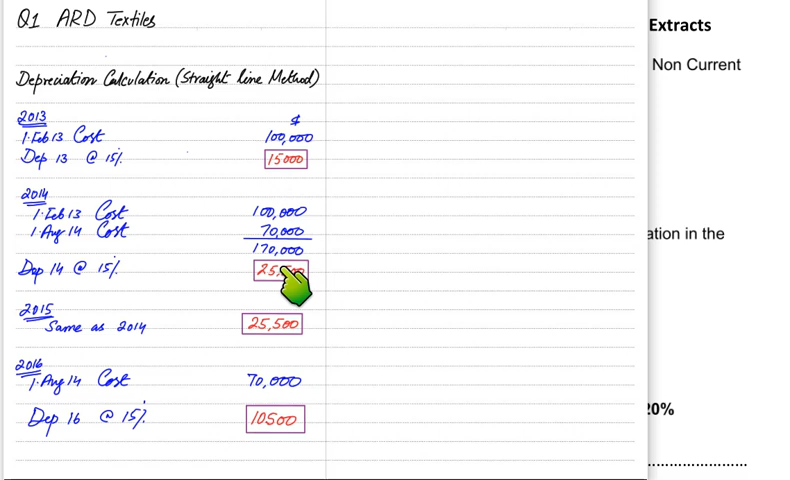 Q1 ARD Textiles
Depreciation Calculation (Straight line Method)
2013 $
1.Feb 13 Cost 100,000
Dep 13 @ 15% 15000
2014
1.Feb 13 Cost 100,000
1.Aug 14 Cost 70,000
170,000
Dep 14 @ 15%
2015
Same as 2014 25,500
2016
1.Aug 14 Cost 70,000
Dep 16 @ 15% 10500
Extracts
Non Current
ation in the
20%